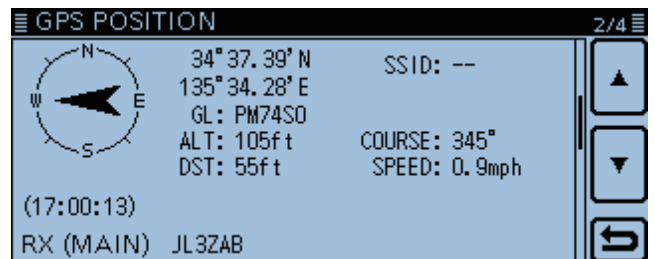 GPS POSITION 2/4
N
W E
S
34°37.39'N
135°34.28'E
GL: PM74SO
ALT: 105ft
DST: 55ft
SSID: --
COURSE: 345°
SPEED: 0.9mph
(17:00:13)
RX (MAIN) JL3ZAB